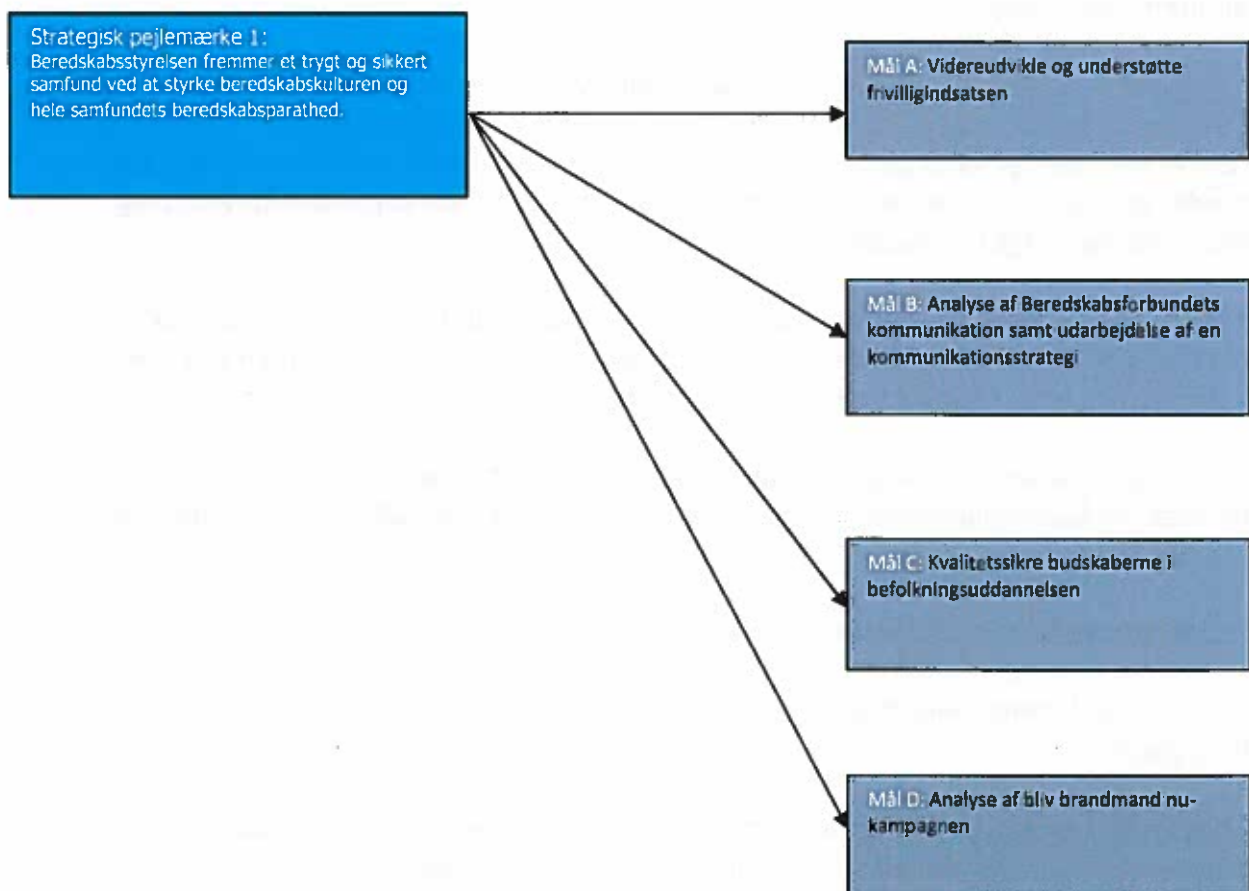 Strategisk pejlemærke 1:
Beredskabsstyrelsen fremmer et trygt og sikkert
samfund ved at styrke beredskabskulturen og
hele samfundets beredskabsparathed.
Mål A: Videreudvikle og understøtte
frivilligindsatsen
Mål B: Analyse af Beredskabsforbundets
kommunikation samt udarbejdelse af en
kommunikationsstrategi
Mål C: Kvalitetssikre budskaberne i
befolkningsuddannelsen
Mål D: Analyse af bliv brandmand nu-
kampagnen